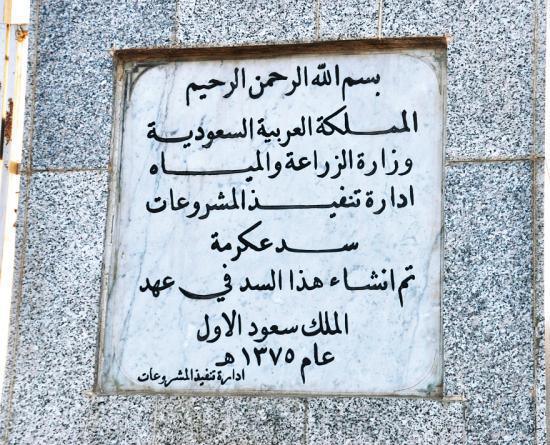 بسم الله الرحمن الرحيم
المملكة العربية السعودية
وزارة الزراعة والمياه
ادارة تنفيذ المشروعات
سد عكرمة
تم انشاء هذا السد في عهد
الملك سعود الاول
عام ١٣٧٥ هـ
ادارة تنفيذ المشروعات